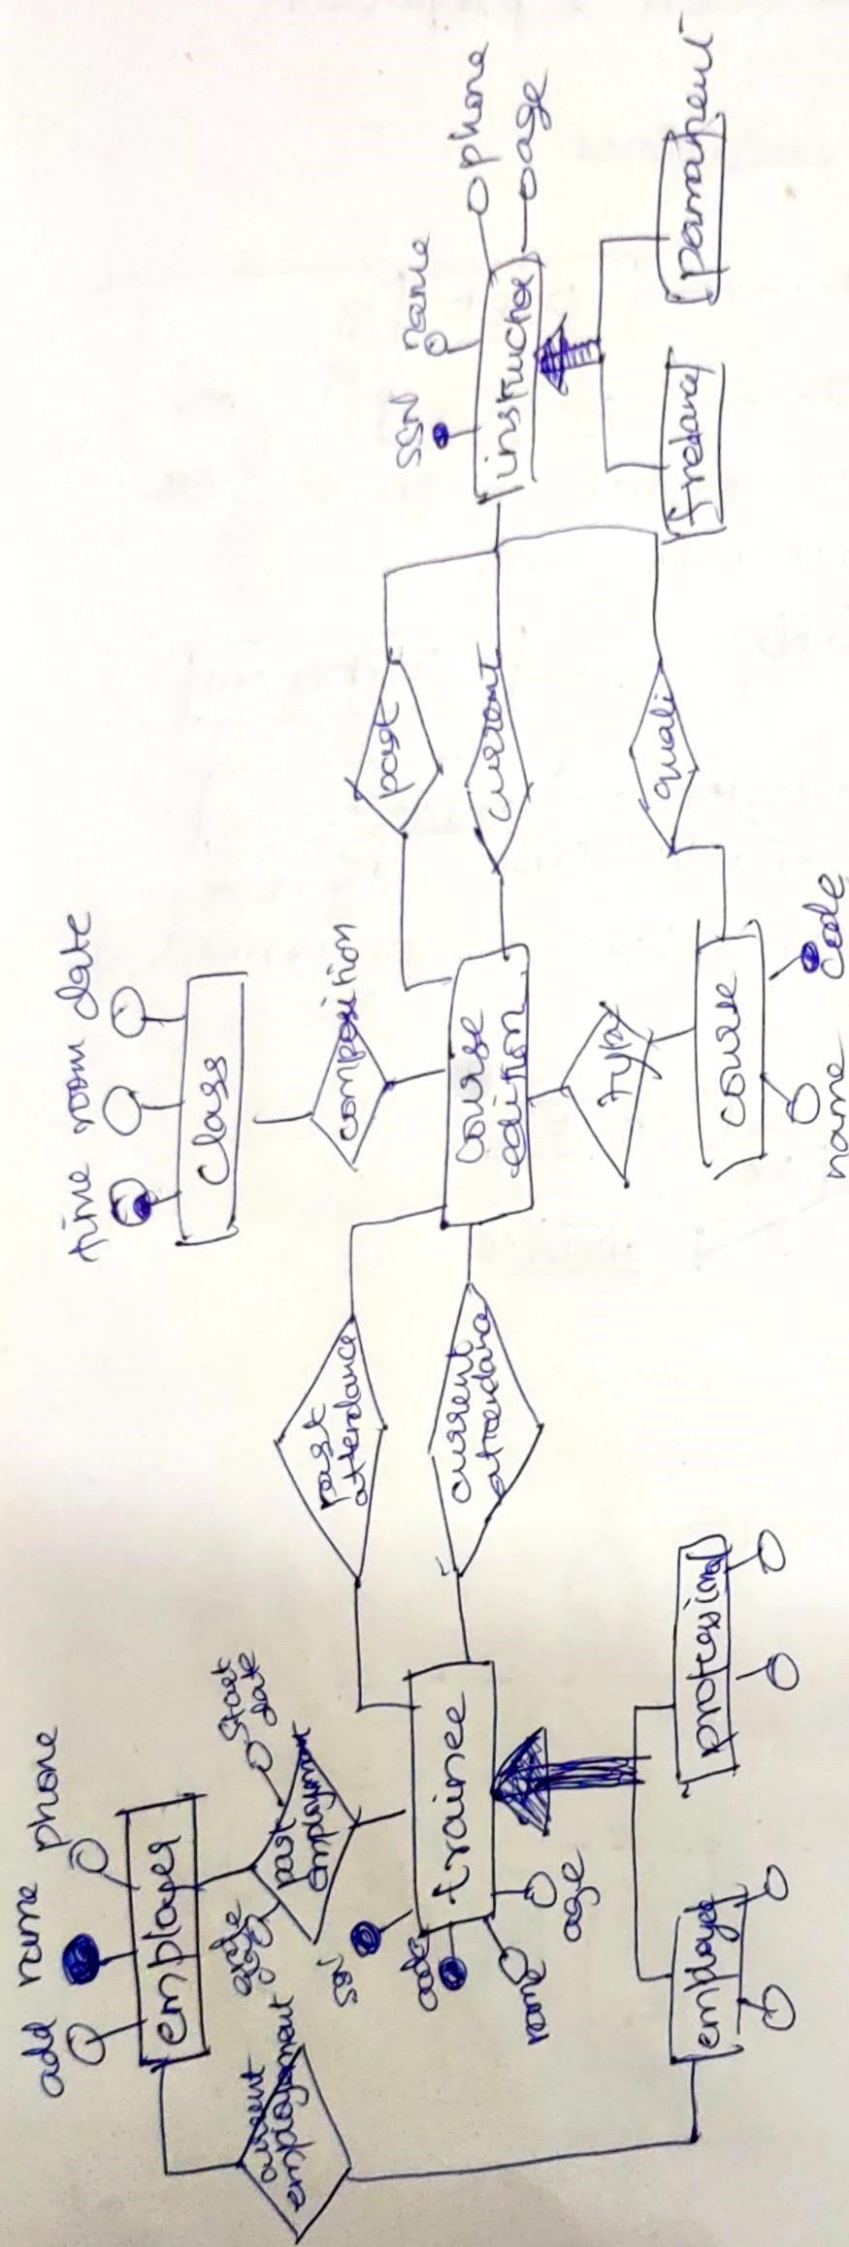 add name phone
employer
current
employment
past
employment
Start
date
SSN
code
name
age
trainee
employee
professional
past
attendance
current
attendance
time room date
Class
composition
course
edition
type
course
name code
past
current
quali
SSN name
phone
age
instructor
permanent